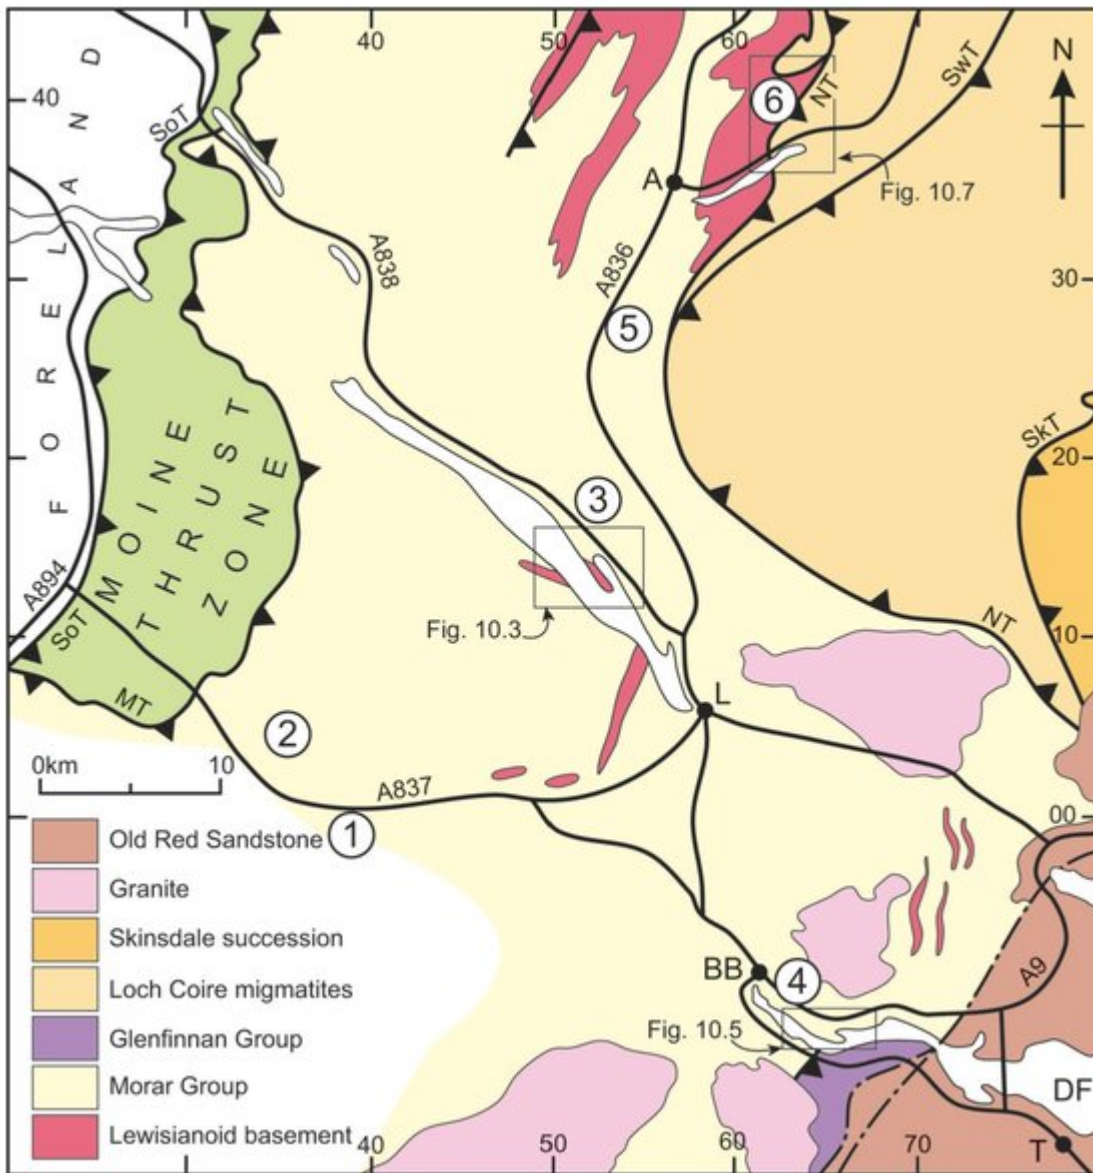 40
50
60
N
40
SoT
FORELAND
NT
SwT
6
A
Fig. 10.7
A838
A836
30
5
MOINE
THRUST
ZONE
SkT
20
3
A894
SoT
Fig. 10.3
NT
10
MT
L
2
0km
10
A837
1
00
Old Red Sandstone
Granite
Skinsdale succession
Loch Coire migmatites
Glenfinnan Group
Morar Group
Lewisianoid basement
BB
4
A9
Fig. 10.5
DF
T
40
50
60
70